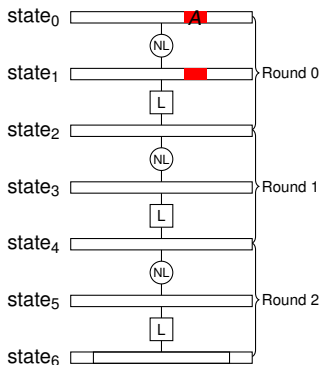 state₀ A
NL
state₁ Round 0
L
state₂
NL
state₃ Round 1
L
state₄
NL
state₅ Round 2
L
state₆